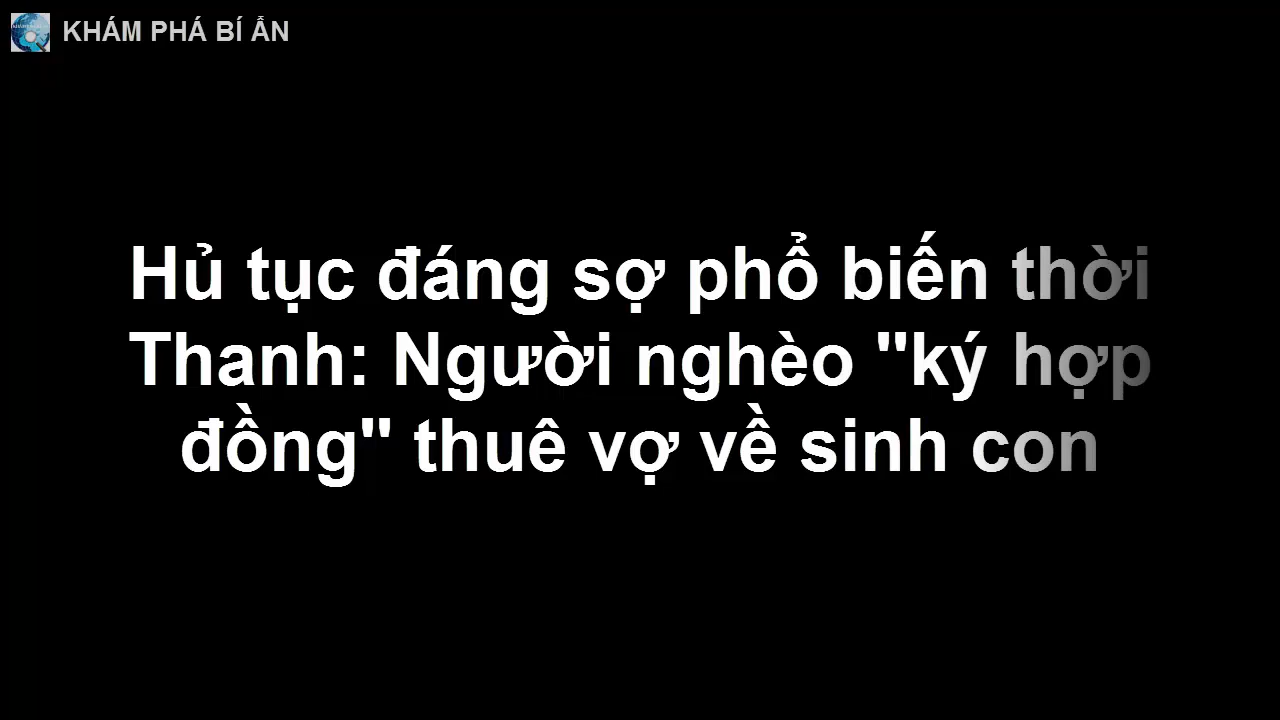 KHÁM PHÁ BÍ ẨN
Hủ tục đáng sợ phổ biến thời
Thanh: Người nghèo "ký hợp
đồng" thuê vợ về sinh con